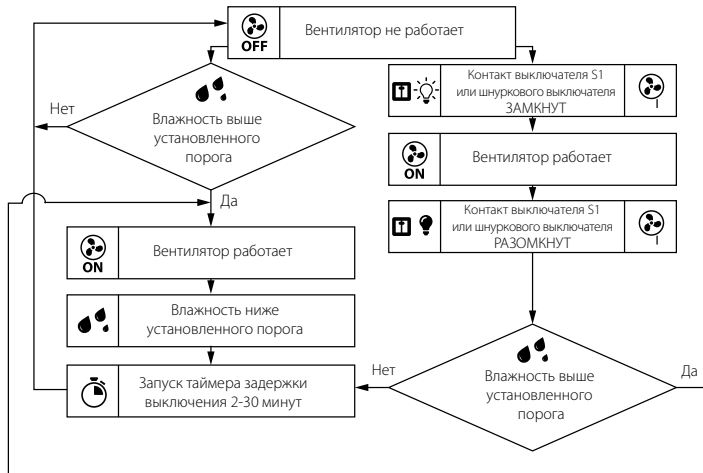 OFF
Вентилятор не работает
Нет
Влажность выше
установленного
порога
Да
ON
Вентилятор работает
Влажность ниже
установленного порога
Запуск таймера задержки
выключения 2-30 минут
Контакт выключателя S1
или шнуркового выключателя
ЗАМКНУТ
I
ON
Вентилятор работает
Контакт выключателя S1
или шнуркового выключателя
РАЗОМКНУТ
I
Нет
Влажность выше
установленного
порога
Да